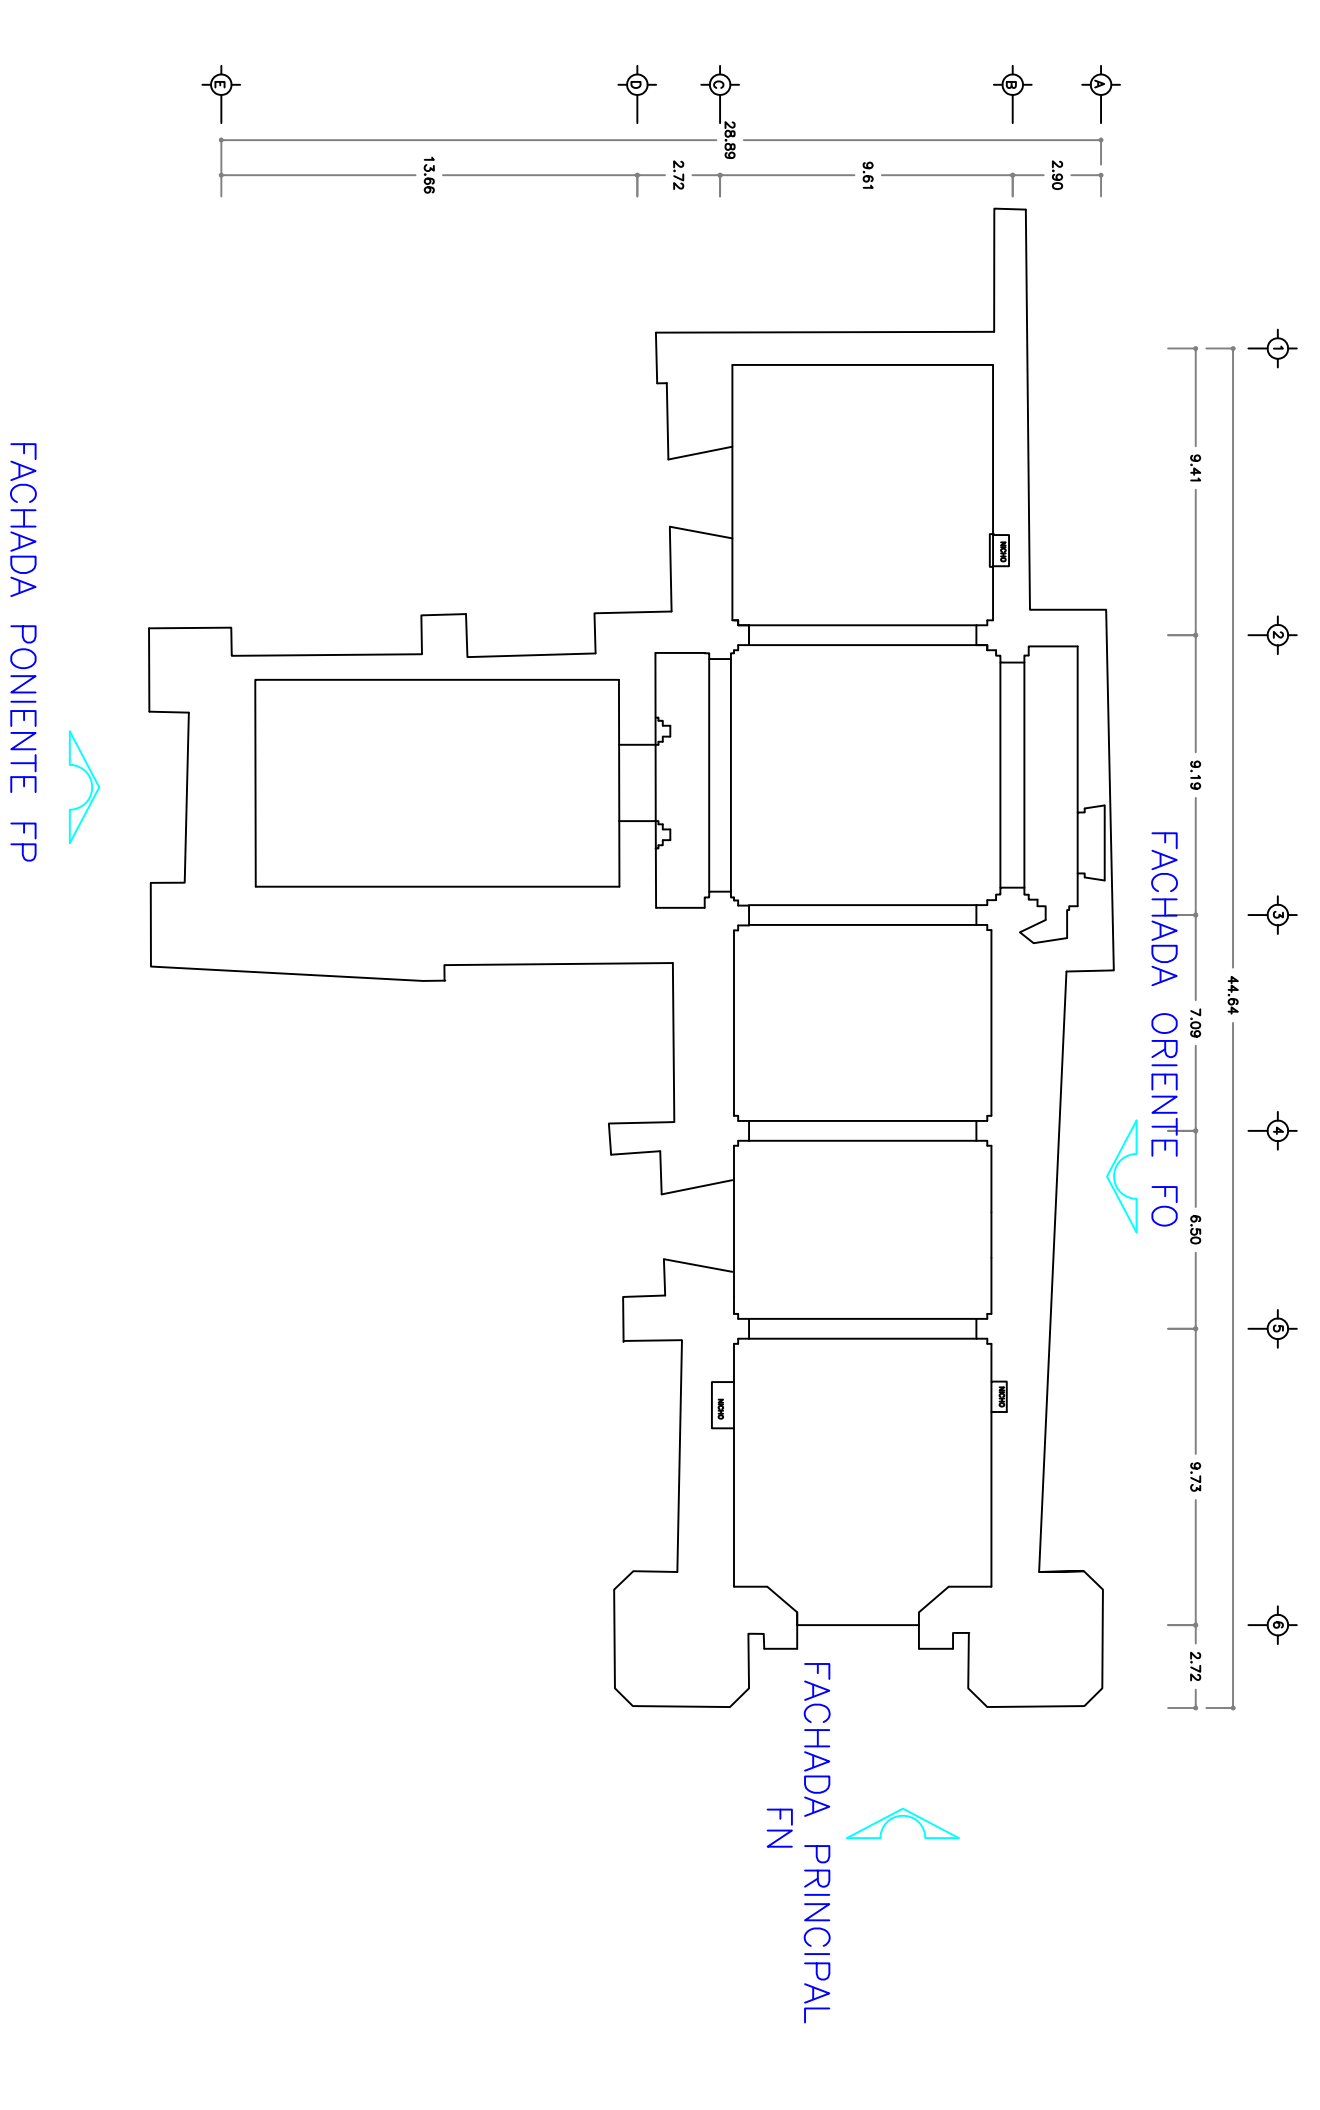 E
D
C
B
A
28.89
13.66
2.72
9.61
2.90
1
2
3
4
5
6
9.41
9.19
7.09
6.50
9.73
2.72
44.64
NICHO
NICHO
NICHO
FACHADA PONIENTE FP
FACHADA ORIENTE FO
FACHADA PRINCIPAL
FN